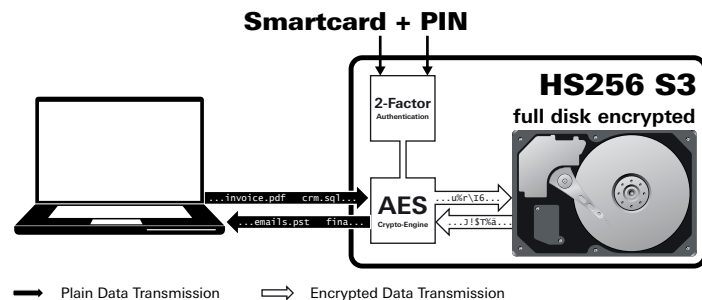 Smartcard + PIN
HS256 S3
full disk encrypted
2-Factor
Authentication
...invoice.pdf crm.sql...
...u%r\I6...
AES
Crypto-Engine
...emails.pst fina...
...J!$T%ä...
Plain Data Transmission
Encrypted Data Transmission